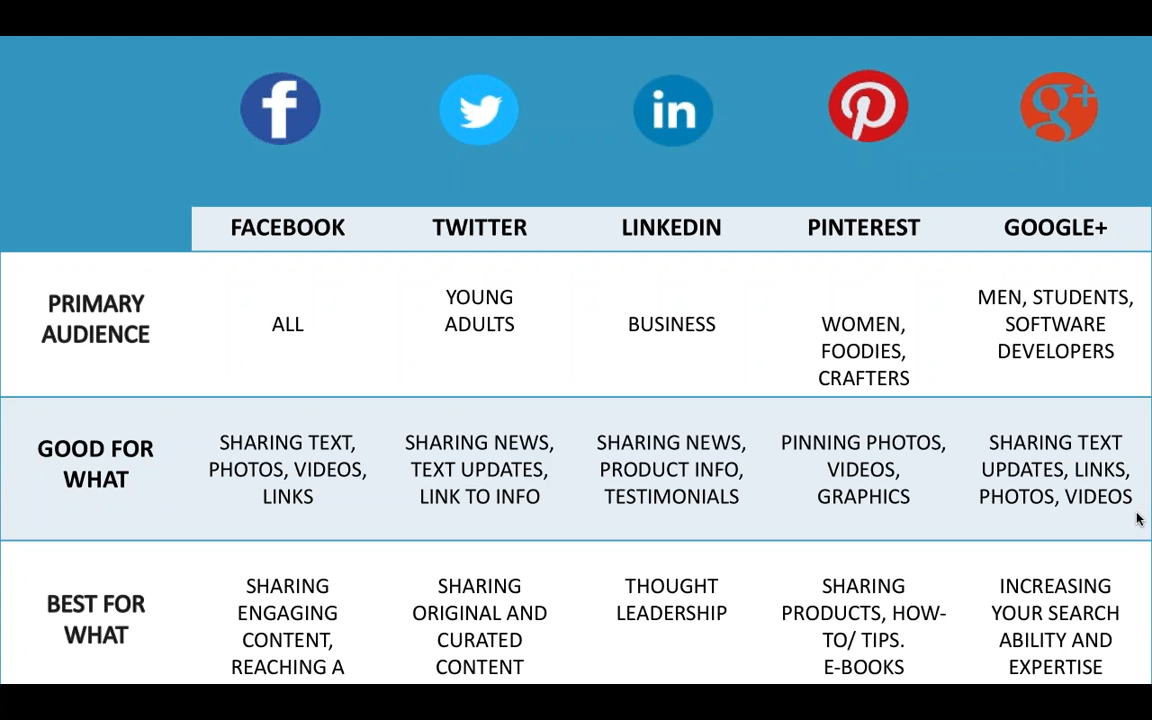 f
in
g+
FACEBOOK TWITTER LINKEDIN PINTEREST GOOGLE+
PRIMARY
AUDIENCE
ALL
YOUNG
ADULTS
BUSINESS
WOMEN,
FOODIES,
CRAFTERS
MEN, STUDENTS,
SOFTWARE
DEVELOPERS
GOOD FOR
WHAT
SHARING TEXT,
PHOTOS, VIDEOS,
LINKS
SHARING NEWS,
TEXT UPDATES,
LINK TO INFO
SHARING NEWS,
PRODUCT INFO,
TESTIMONIALS
PINNING PHOTOS,
VIDEOS,
GRAPHICS
SHARING TEXT
UPDATES, LINKS,
PHOTOS, VIDEOS
BEST FOR
WHAT
SHARING
ENGAGING
CONTENT,
REACHING A
SHARING
ORIGINAL AND
CURATED
CONTENT
THOUGHT
LEADERSHIP
SHARING
PRODUCTS, HOW-
TO/ TIPS.
E-BOOKS
INCREASING
YOUR SEARCH
ABILITY AND
EXPERTISE